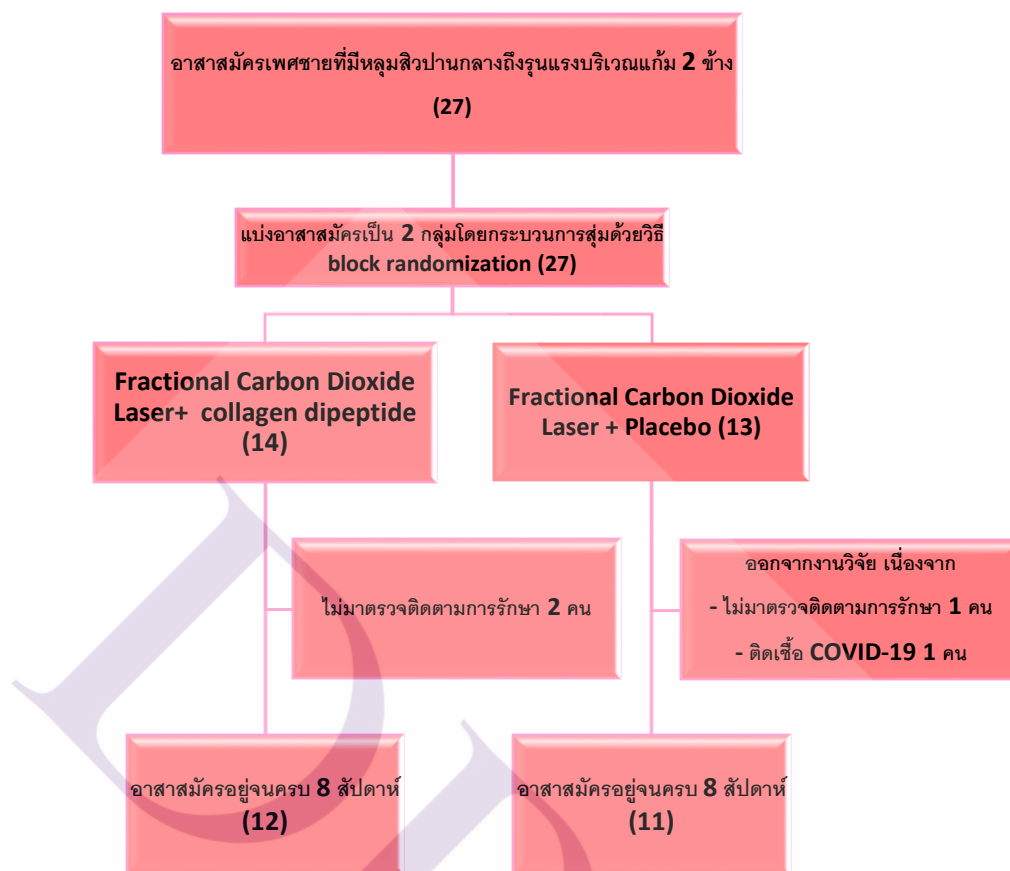 อาสาสมัครเพศชายที่มีหลุมสิวปานกลางถึงรุนแรงบริเวณแก้ม 2 ข้าง
(27)
แบ่งอาสาสมัครเป็น 2 กลุ่มโดยกระบวนการสุ่มด้วยวิธี
block randomization (27)
Fractional Carbon Dioxide
Laser+ collagen dipeptide
(14)
Fractional Carbon Dioxide
Laser + Placebo (13)
ไม่มาตรวจติดตามการรักษา 2 คน
ออกจากงานวิจัย เนื่องจาก
- ไม่มาตรวจติดตามการรักษา 1 คน
- ติดเชื้อ COVID-19 1 คน
อาสาสมัครอยู่จนครบ 8 สัปดาห์
(12)
อาสาสมัครอยู่จนครบ 8 สัปดาห์
(11)